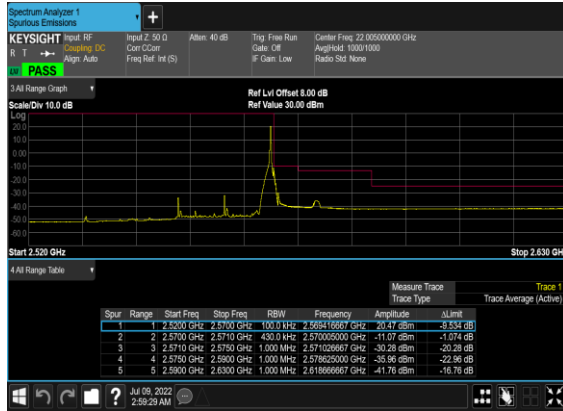 Spectrum Analyzer 1
Spurious Emissions
KEYSIGHT Input: RF Input Z: 50 Ω Atten: 40 dB Trig: Free Run Center Freq: 22.005000000 GHz
R T Coupling: DC Corr CCorr Gate: Off Avg|Hold: 1000/1000
Align: Auto Freq Ref: Int (S) IF Gain: Low Radio Std: None
PASS
3 All Range Graph Ref Lvl Offset 8.00 dB
Scale/Div 10.0 dB Ref Value 30.00 dBm
Log
20.0
10.0
0.00
-10.0
-20.0
-30.0
-40.0
-50.0
-60.0
Start 2.520 GHz Stop 2.630 GH
4 All Range Table
Measure Trace Trace 1
Trace Type Trace Average (Active)
Spur Range Start Freq Stop Freq RBW Frequency Amplitude ΔLimit
1 1 2.5200 GHz 2.5700 GHz 100.0 kHz 2.569416667 GHz 20.47 dBm -9.534 dB
2 2 2.5700 GHz 2.5710 GHz 430.0 kHz 2.570005000 GHz -11.07 dBm -1.074 dB
3 3 2.5710 GHz 2.5750 GHz 1.000 MHz 2.571026667 GHz -30.28 dBm -20.28 dB
4 4 2.5750 GHz 2.5900 GHz 1.000 MHz 2.578625000 GHz -35.96 dBm -22.96 dB
5 5 2.5900 GHz 2.6300 GHz 1.000 MHz 2.618666667 GHz -41.76 dBm -16.76 dB
? Jul 09, 2022
2:59:29 AM